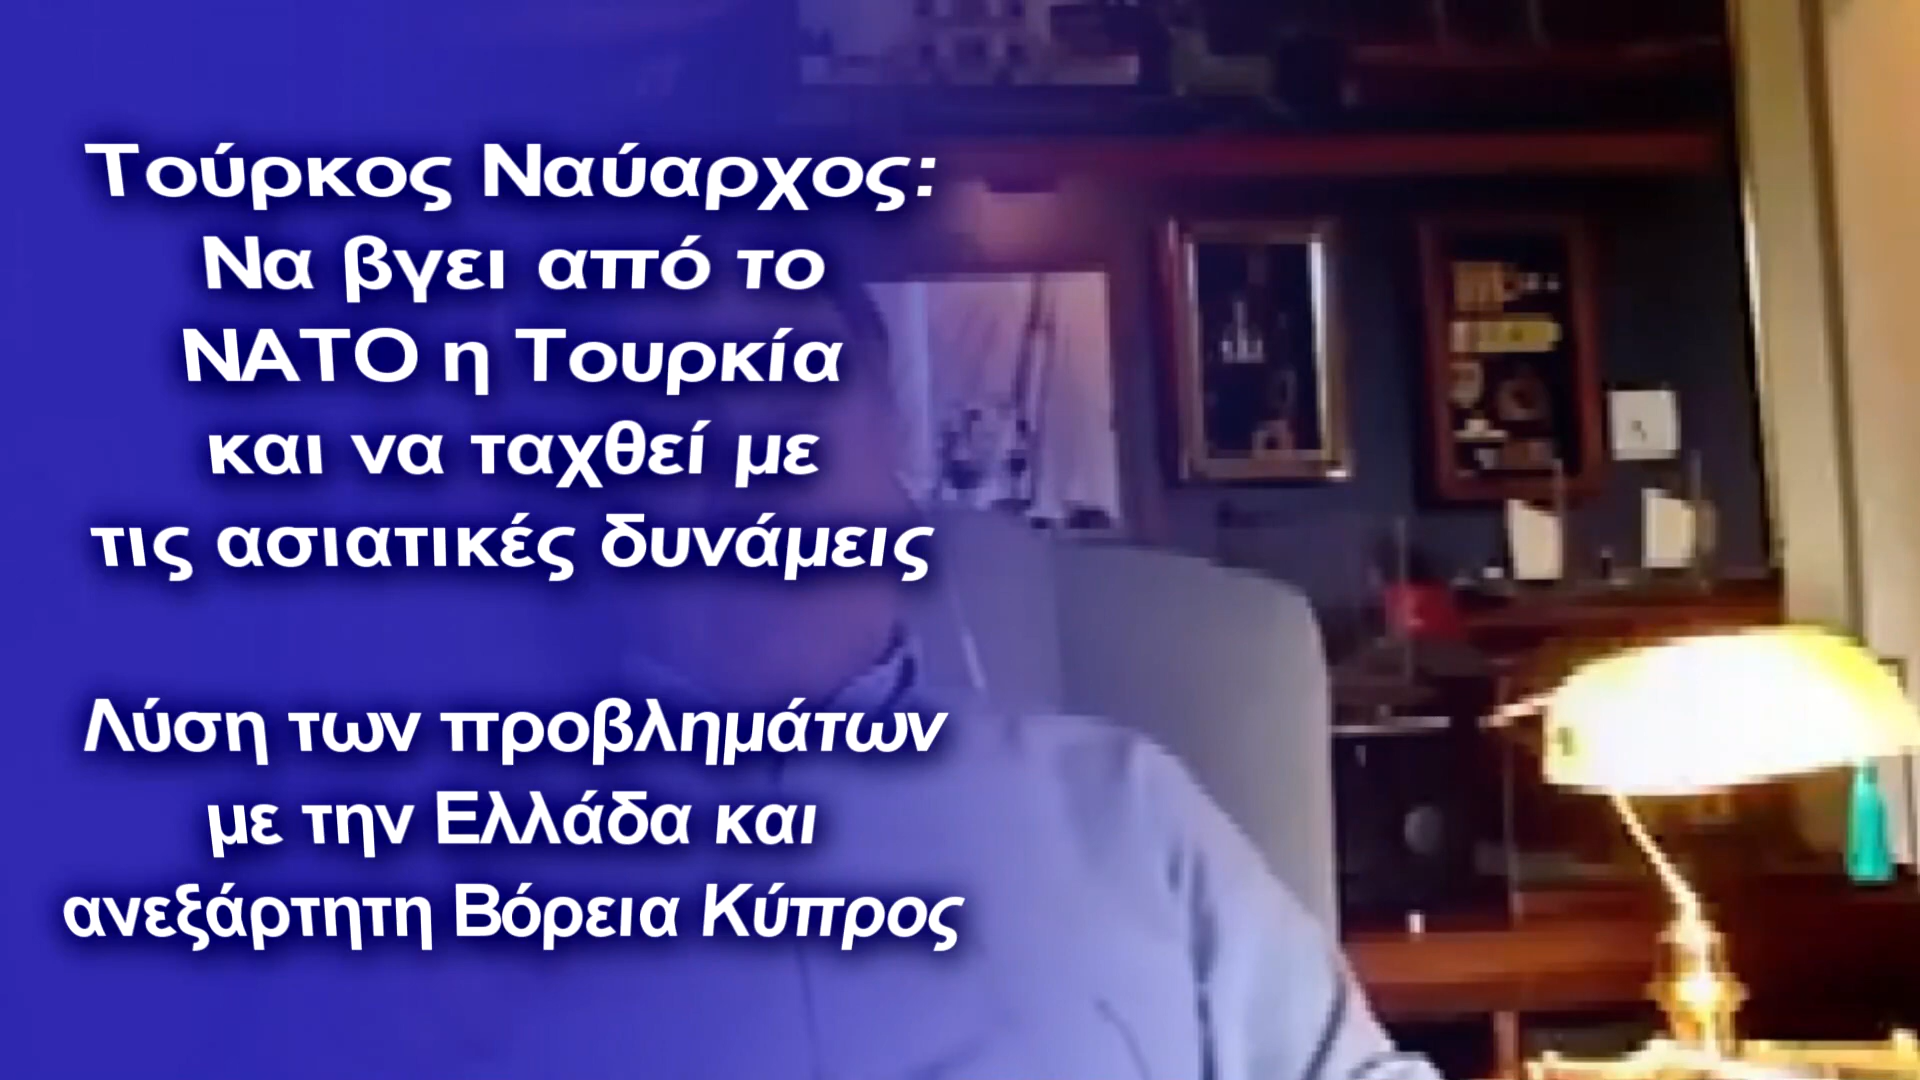 Τούρκος Ναύαρχος:
Να βγει από το
ΝΑΤΟ η Τουρκία
και να ταχθεί με
τις ασιατικές δυνάμεις
Λύση των προβλημάτων
με την Ελλάδα και
ανεξάρτητη Βόρεια Κύπρος